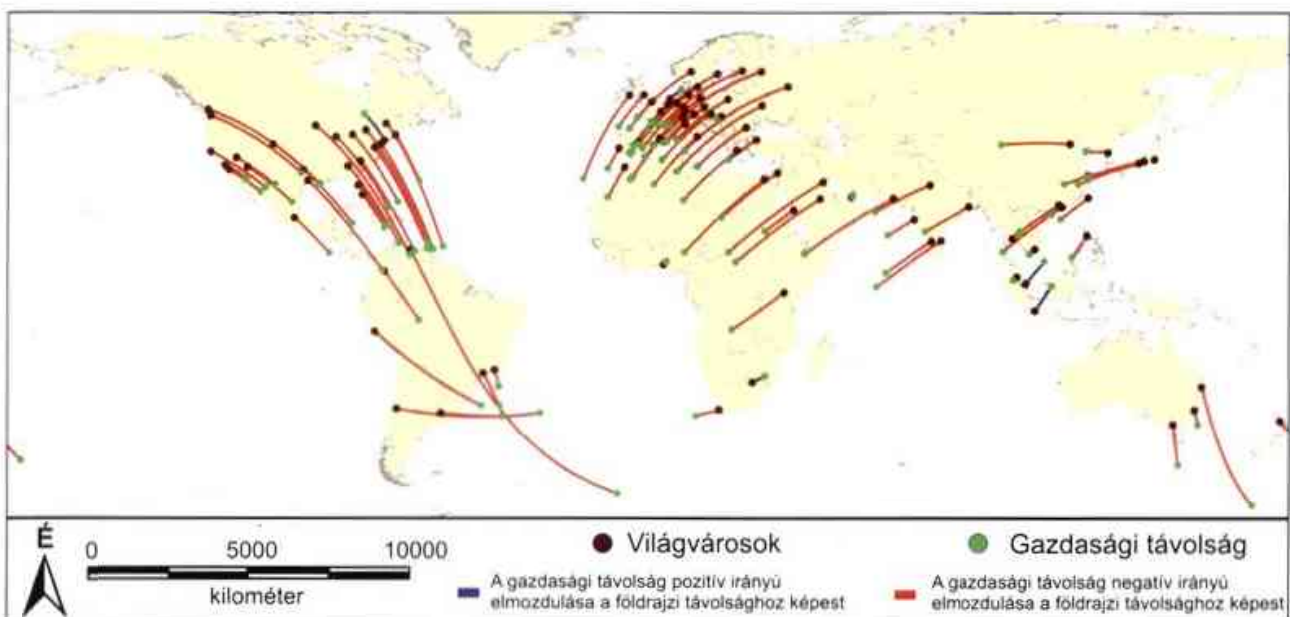 É
0 5000 10000
kilométer
Világvárosok
Gazdasági távolság
A gazdasági távolság pozitív irányú
elmozdulása a földrajzi távolsághoz képest
A gazdasági távolság negatív irányú
elmozdulása a földrajzi távolsághoz képest